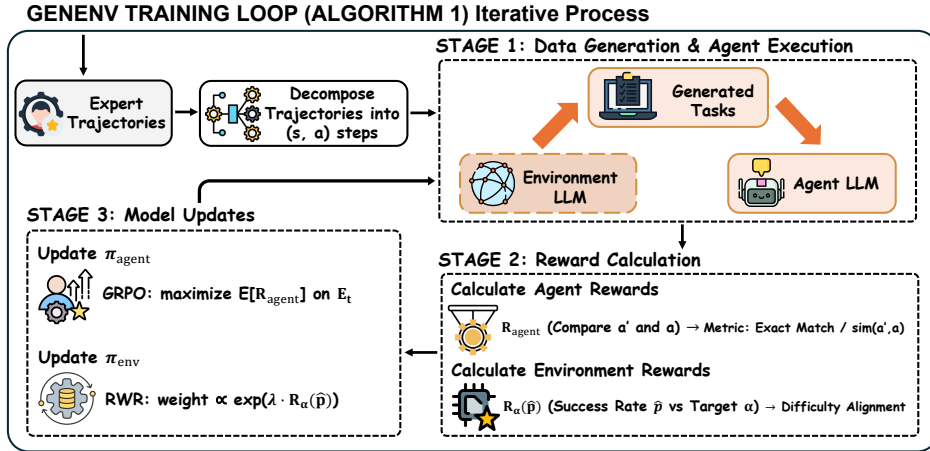 GENENV TRAINING LOOP (ALGORITHM 1) Iterative Process
Expert
Trajectories
Decompose
Trajectories into
(s, a) steps
STAGE 1: Data Generation & Agent Execution
Generated
Tasks
Environment
LLM
Agent LLM
STAGE 2: Reward Calculation
Calculate Agent Rewards
R_agent (Compare a' and a) → Metric: Exact Match / sim(a',a)
Calculate Environment Rewards
R_α(p̂) (Success Rate p̂ vs Target α) → Difficulty Alignment
STAGE 3: Model Updates
Update π_agent
GRPO: maximize E[R_agent] on E_t
Update π_env
RWR: weight ∝ exp(λ · R_α(p̂))